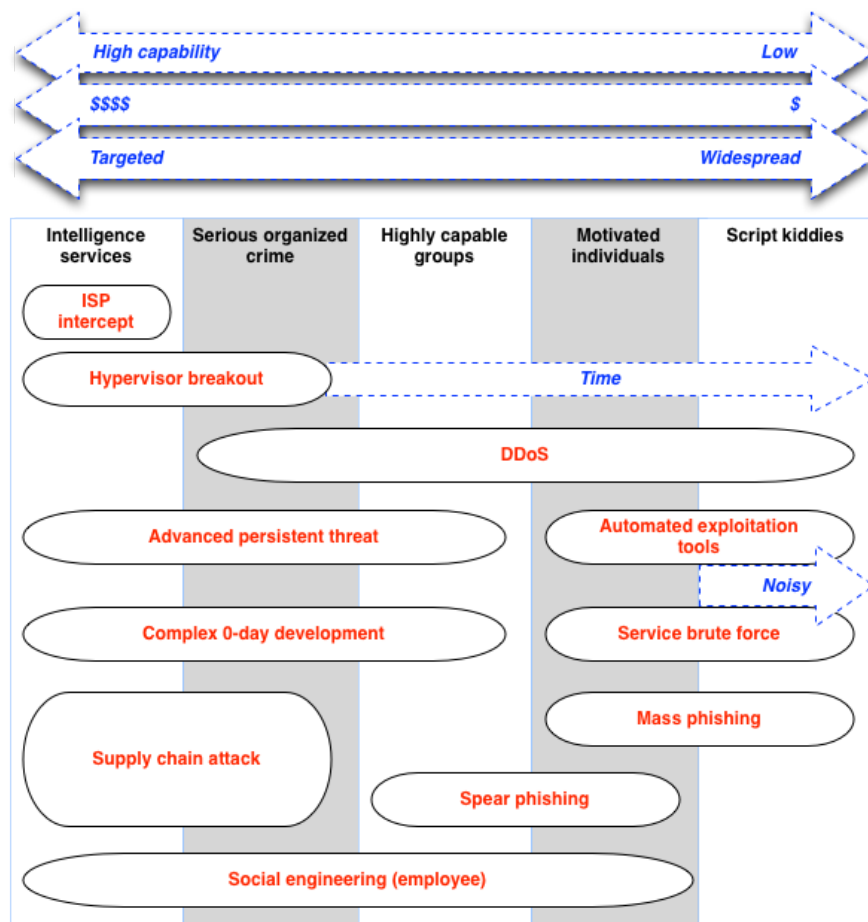 High capability Low
$$$$ $
Targeted Widespread
Intelligence services
Serious organized crime
Highly capable groups
Motivated individuals
Script kiddies
ISP
intercept
Hypervisor breakout
Time
DDoS
Advanced persistent threat
Automated exploitation
tools
Noisy
Complex 0-day development
Service brute force
Mass phishing
Supply chain attack
Spear phishing
Social engineering (employee)